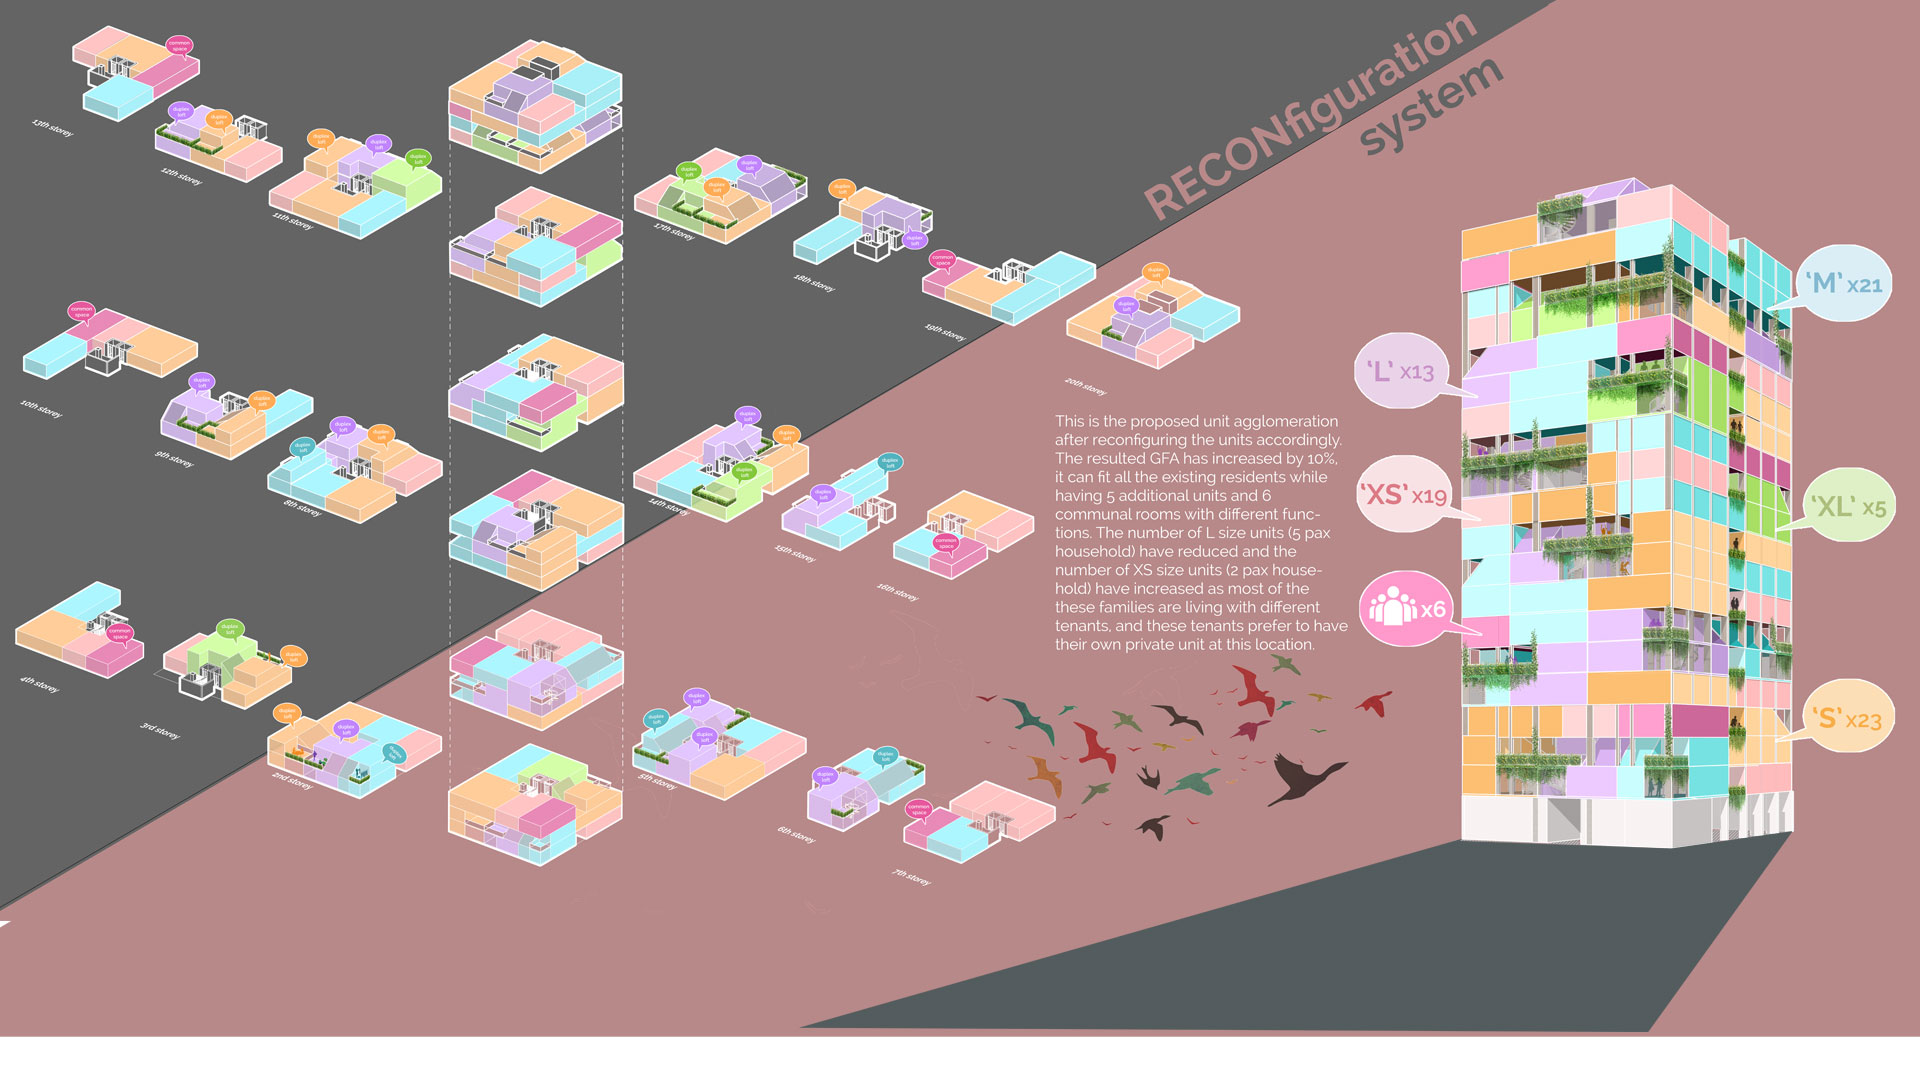 RECONfiguration
system
common
space
13th storey
duplex
loft
duplex
loft
12th storey
duplex
loft
duplex
loft
duplex
loft
11th storey
duplex
loft
duplex
loft
duplex
loft
17th storey
duplex
loft
duplex
loft
18th storey
common
space
19th storey
duplex
loft
duplex
loft
20th storey
common
space
10th storey
duplex
loft
duplex
loft
9th storey
duplex
loft
duplex
loft
duplex
loft
8th storey
duplex
loft
duplex
loft
duplex
loft
14th storey
duplex
loft
duplex
loft
15th storey
common
space
16th storey
common
space
4th storey
duplex
loft
duplex
loft
3rd storey
duplex
loft
duplex
loft
duplex
loft
2nd storey
duplex
loft
duplex
loft
duplex
loft
5th storey
duplex
loft
duplex
loft
6th storey
common
space
7th storey
This is the proposed unit agglomeration
after reconfiguring the units accordingly.
The resulted GFA has increased by 10%,
it can fit all the existing residents while
having 5 additional units and 6
communal rooms with different func-
tions. The number of L size units (5 pax
household) have reduced and the
number of XS size units (2 pax house-
hold) have increased as most of the
these families are living with different
tenants, and these tenants prefer to have
their own private unit at this location.
'M' x21
'L' x13
'XS' x19
'XL' x5
x6
'S' x23